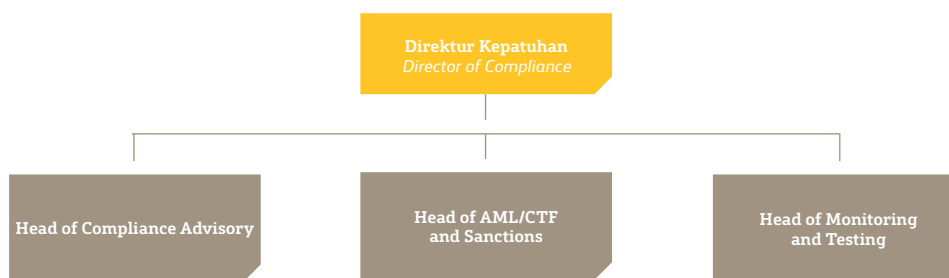 Direktur Kepatuhan
Director of Compliance
Head of Compliance Advisory
Head of AML/CTF
and Sanctions
Head of Monitoring
and Testing